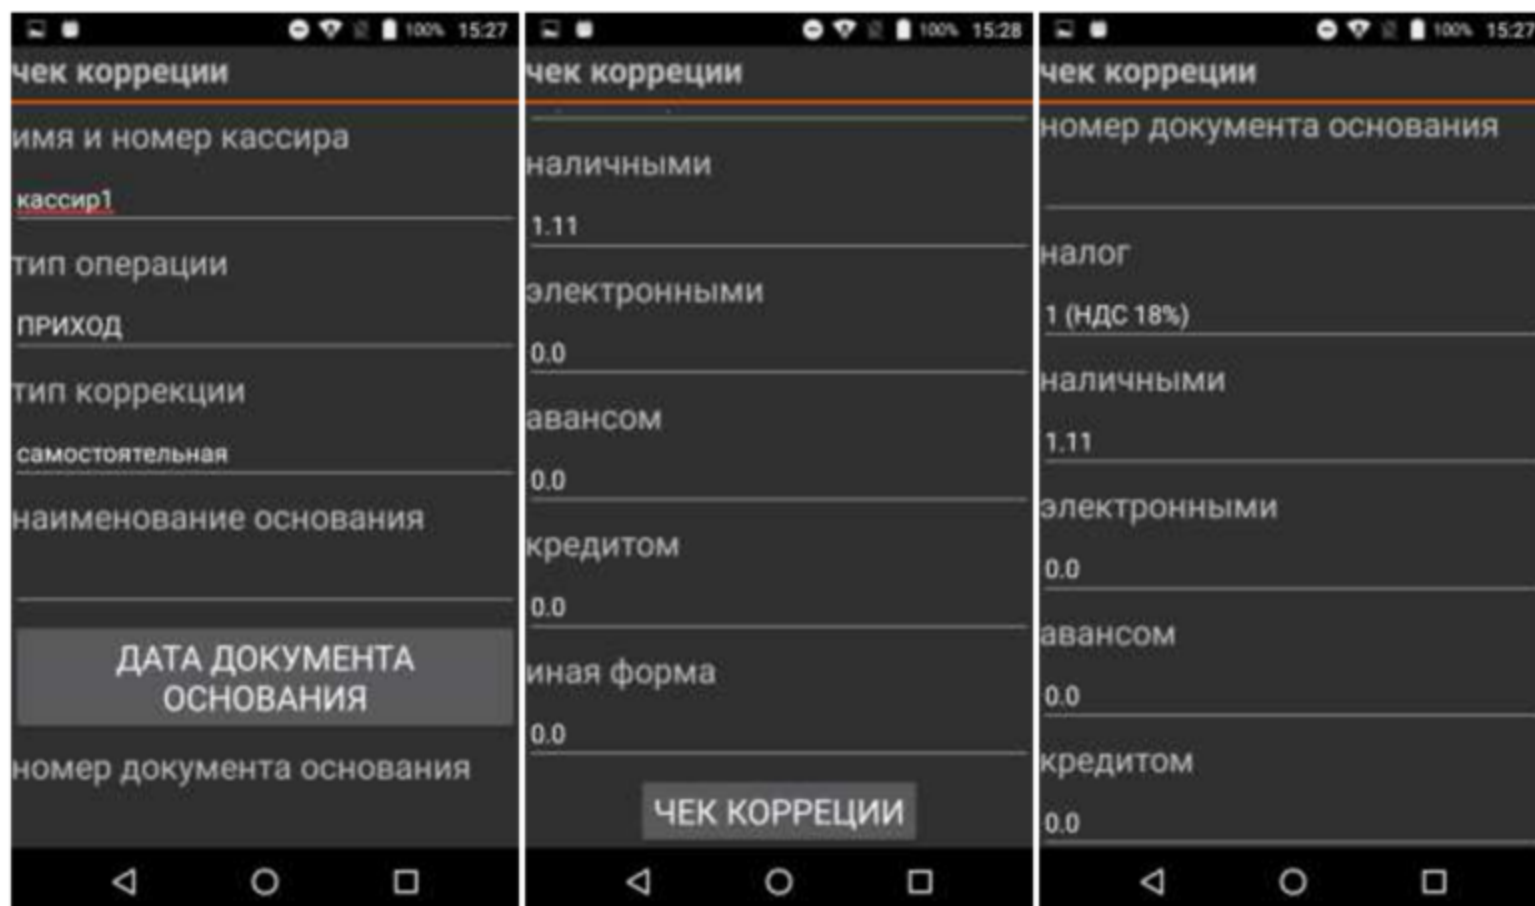 100% 15:27
чек корреции
имя и номер кассира
кассир1
тип операции
ПРИХОД
тип коррекции
самостоятельная
наименование основания
ДАТА ДОКУМЕНТА
ОСНОВАНИЯ
номер документа основания
100% 15:28
чек корреции
наличными
1.11
электронными
0.0
авансом
0.0
кредитом
0.0
иная форма
0.0
ЧЕК КОРРЕЦИИ
100% 15:27
чек корреции
номер документа основания
налог
1 (НДС 18%)
наличными
1.11
электронными
0.0
авансом
0.0
кредитом
0.0